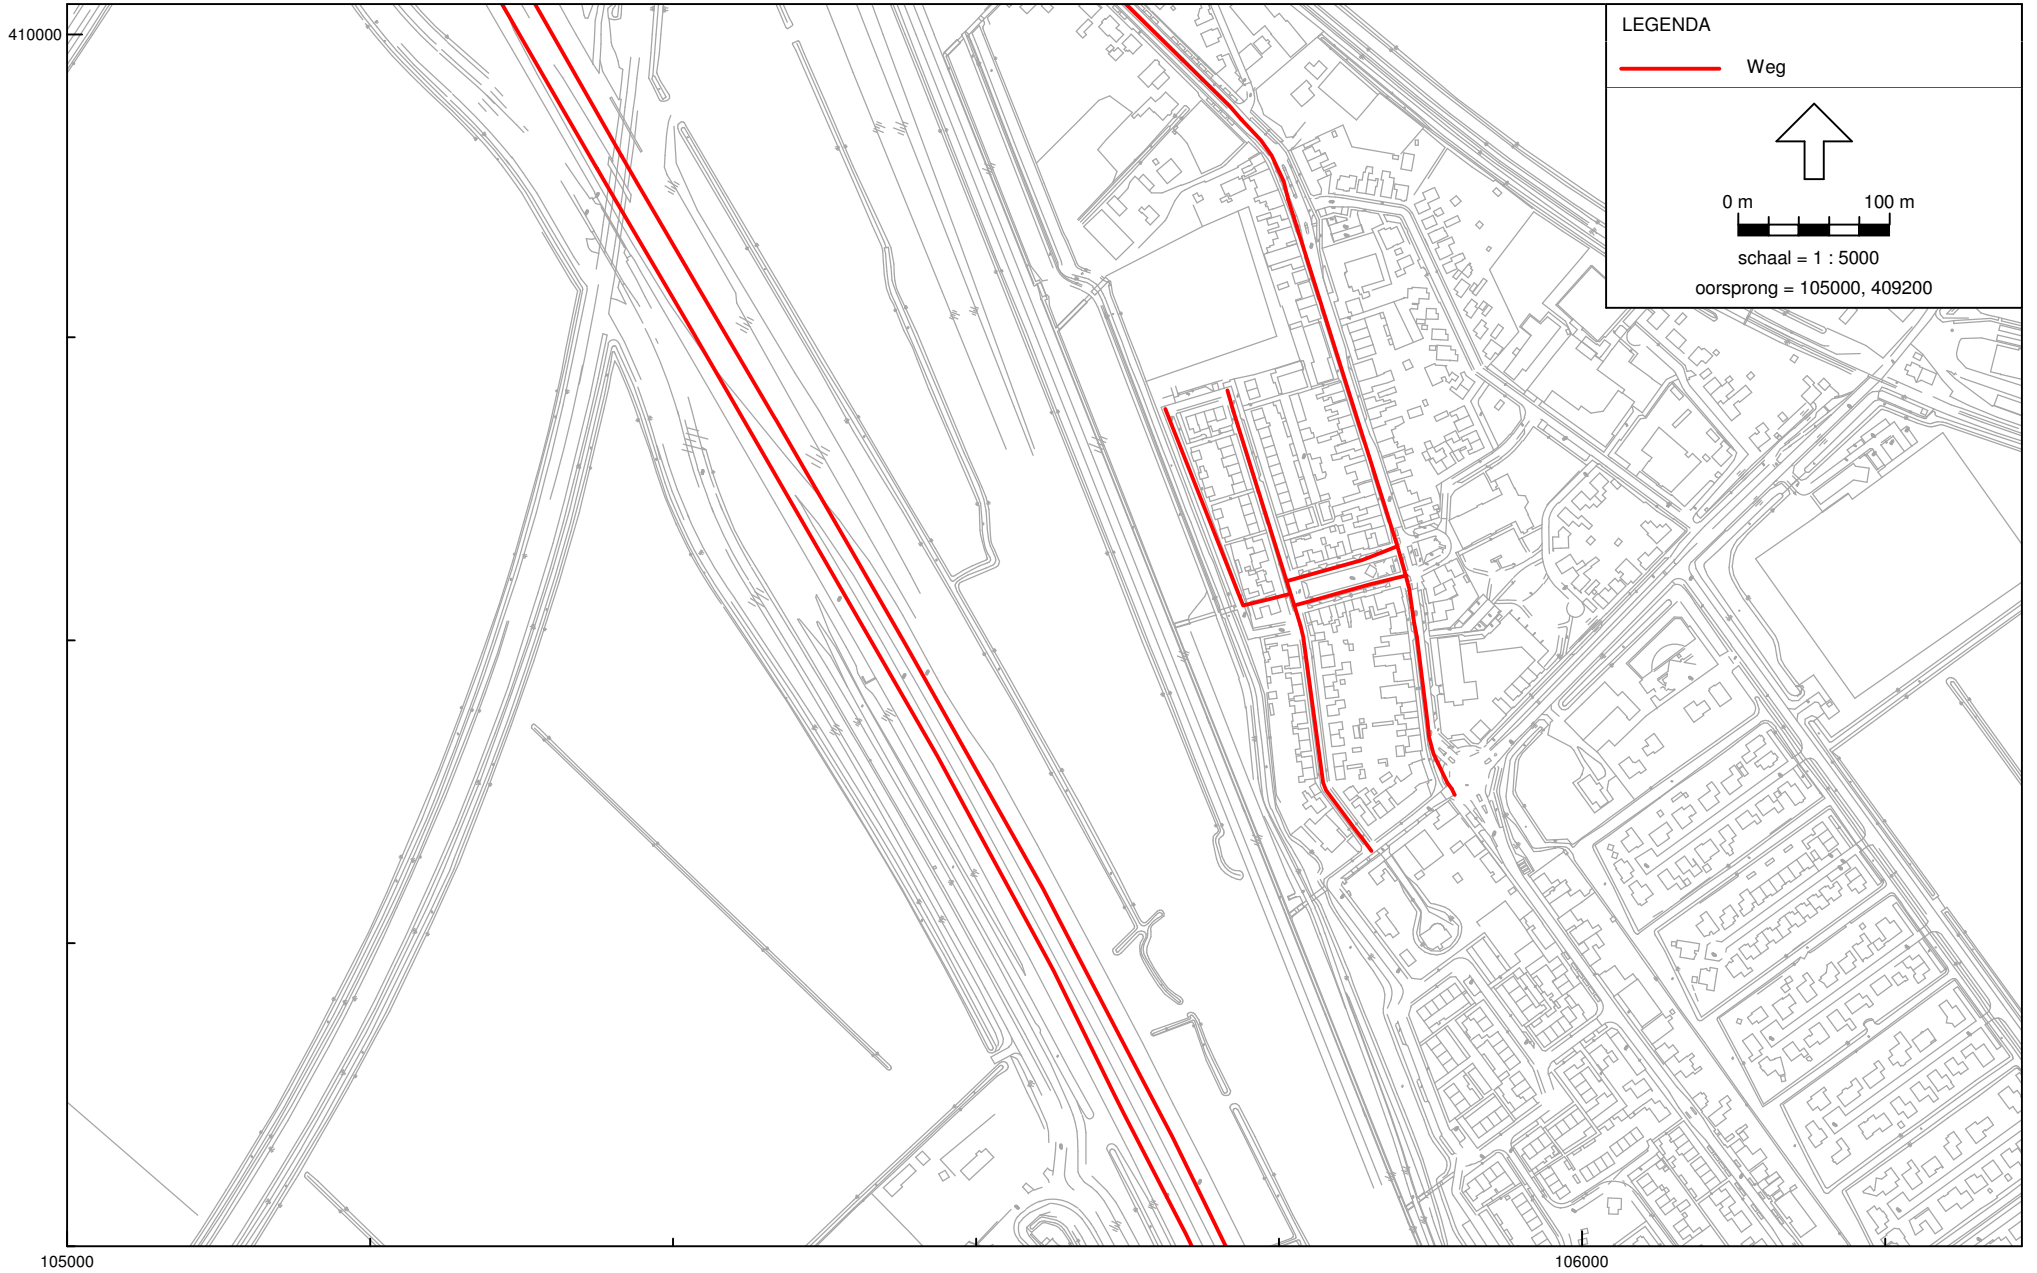 410000
LEGENDA
Weg
0 m 100 m
schaal = 1 : 5000
oorsprong = 105000, 409200
105000 106000